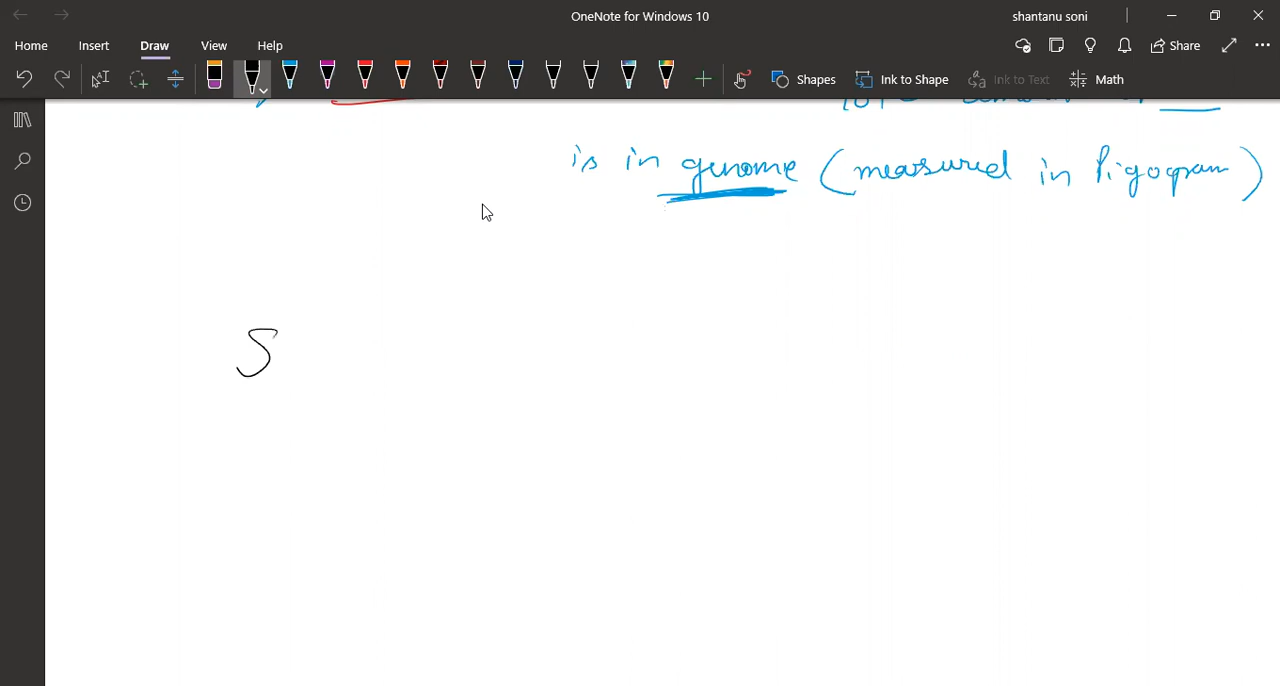 OneNote for Windows 10
shantanu soni
Home Insert Draw View Help
Share
Shapes Ink to Shape Ink to Text Math
is in genome (measured in Pigogram)
S